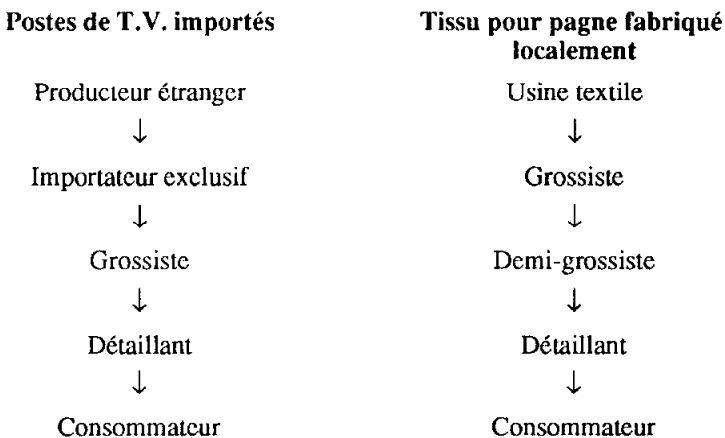 Postes de T.V. importés
Producteur étranger
↓
Importateur exclusif
↓
Grossiste
↓
Détaillant
↓
Consommateur
Tissu pour pagne fabriqué
localement
Usine textile
↓
Grossiste
↓
Demi-grossiste
↓
Détaillant
↓
Consommateur